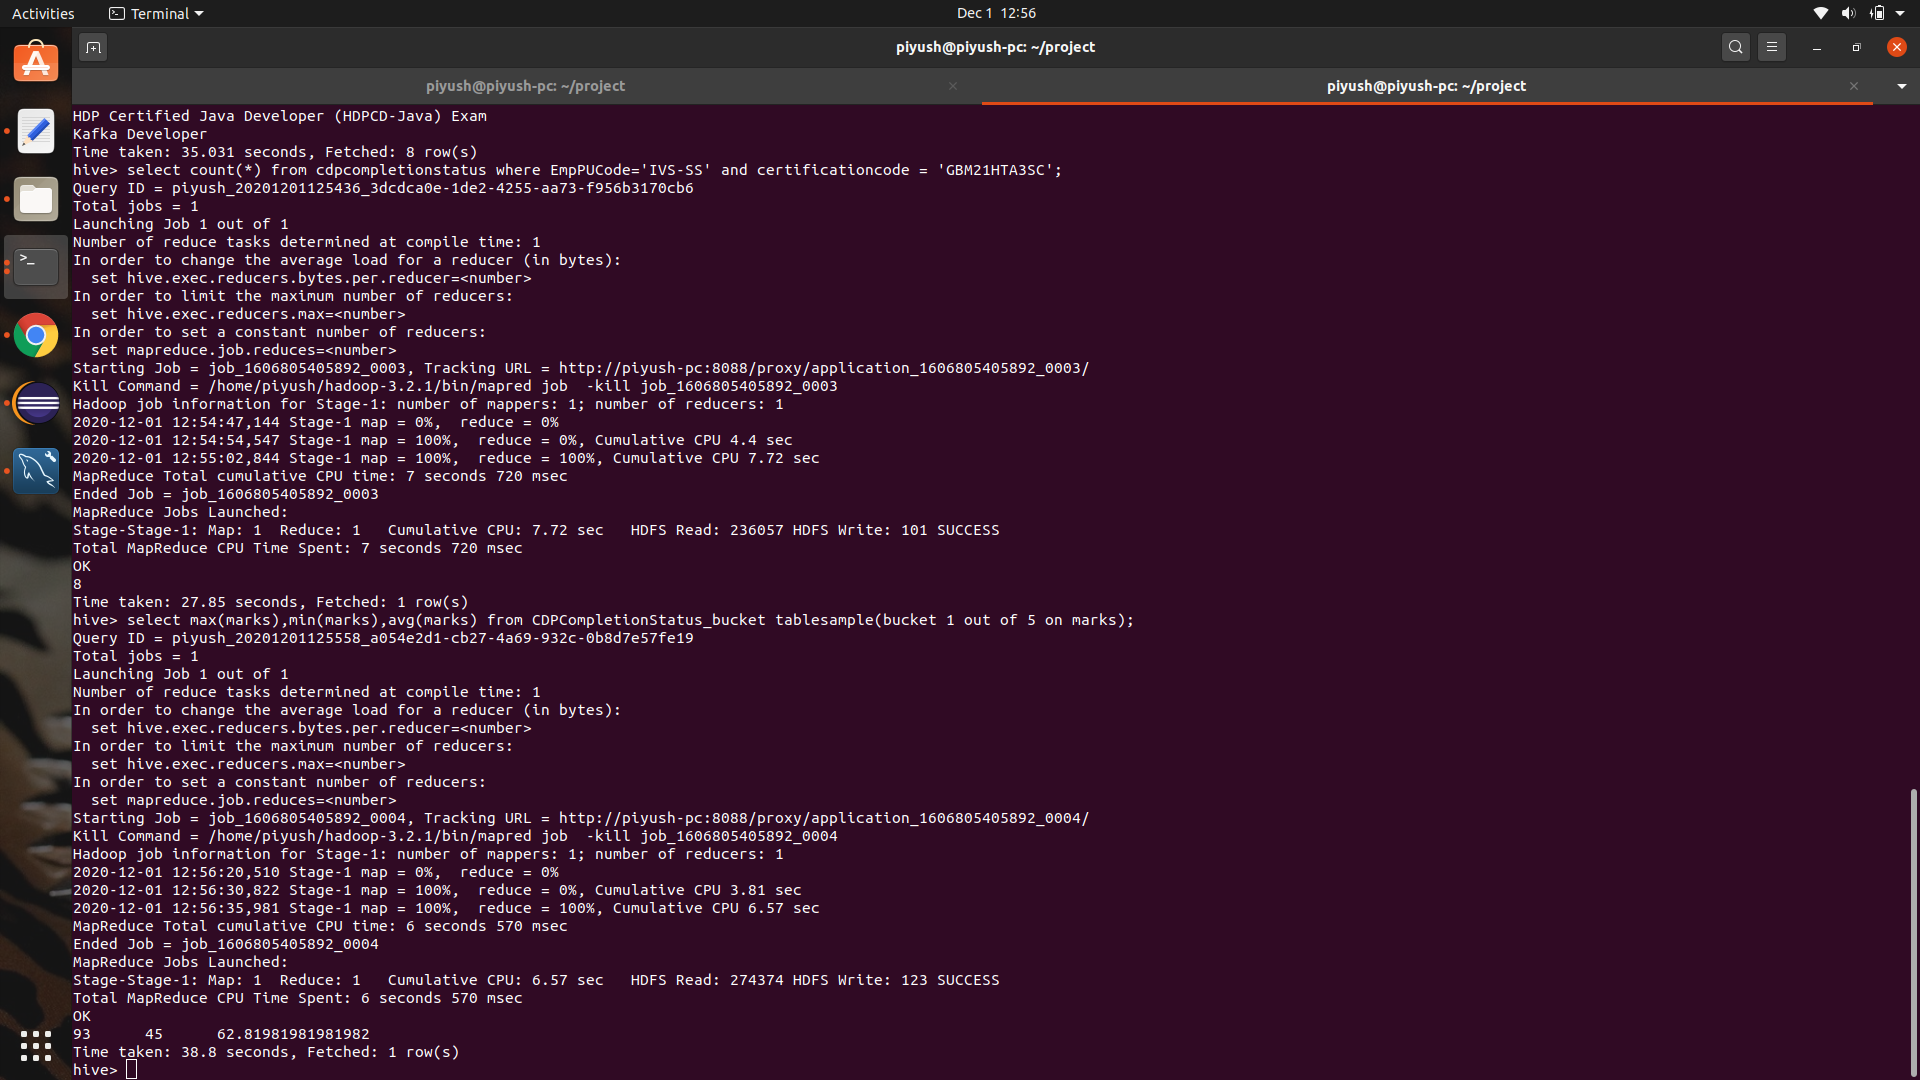 Activities Terminal Dec 1 12:56
piyush@piyush-pc: ~/project
piyush@piyush-pc: ~/project piyush@piyush-pc: ~/project
HDP Certified Java Developer (HDPCD-Java) Exam
Kafka Developer
Time taken: 35.031 seconds, Fetched: 8 row(s)
hive> select count(*) from cdpcompletionstatus where EmpPUCode='IVS-SS' and certificationcode = 'GBM21HTA3SC';
Query ID = piyush_20201201125436_3dcdca0e-1de2-4255-aa73-f956b3170cb6
Total jobs = 1
Launching Job 1 out of 1
Number of reduce tasks determined at compile time: 1
In order to change the average load for a reducer (in bytes):
  set hive.exec.reducers.bytes.per.reducer=<number>
In order to limit the maximum number of reducers:
  set hive.exec.reducers.max=<number>
In order to set a constant number of reducers:
  set mapreduce.job.reduces=<number>
Starting Job = job_1606805405892_0003, Tracking URL = http://piyush-pc:8088/proxy/application_1606805405892_0003/
Kill Command = /home/piyush/hadoop-3.2.1/bin/mapred job  -kill job_1606805405892_0003
Hadoop job information for Stage-1: number of mappers: 1; number of reducers: 1
2020-12-01 12:54:47,144 Stage-1 map = 0%,  reduce = 0%
2020-12-01 12:54:54,547 Stage-1 map = 100%,  reduce = 0%, Cumulative CPU 4.4 sec
2020-12-01 12:55:02,844 Stage-1 map = 100%,  reduce = 100%, Cumulative CPU 7.72 sec
MapReduce Total cumulative CPU time: 7 seconds 720 msec
Ended Job = job_1606805405892_0003
MapReduce Jobs Launched:
Stage-Stage-1: Map: 1  Reduce: 1   Cumulative CPU: 7.72 sec   HDFS Read: 236057 HDFS Write: 101 SUCCESS
Total MapReduce CPU Time Spent: 7 seconds 720 msec
OK
8
Time taken: 27.85 seconds, Fetched: 1 row(s)
hive> select max(marks),min(marks),avg(marks) from CDPCompletionStatus_bucket tablesample(bucket 1 out of 5 on marks);
Query ID = piyush_20201201125558_a054e2d1-cb27-4a69-932c-0b8d7e57fe19
Total jobs = 1
Launching Job 1 out of 1
Number of reduce tasks determined at compile time: 1
In order to change the average load for a reducer (in bytes):
  set hive.exec.reducers.bytes.per.reducer=<number>
In order to limit the maximum number of reducers:
  set hive.exec.reducers.max=<number>
In order to set a constant number of reducers:
  set mapreduce.job.reduces=<number>
Starting Job = job_1606805405892_0004, Tracking URL = http://piyush-pc:8088/proxy/application_1606805405892_0004/
Kill Command = /home/piyush/hadoop-3.2.1/bin/mapred job  -kill job_1606805405892_0004
Hadoop job information for Stage-1: number of mappers: 1; number of reducers: 1
2020-12-01 12:56:20,510 Stage-1 map = 0%,  reduce = 0%
2020-12-01 12:56:30,822 Stage-1 map = 100%,  reduce = 0%, Cumulative CPU 3.81 sec
2020-12-01 12:56:35,981 Stage-1 map = 100%,  reduce = 100%, Cumulative CPU 6.57 sec
MapReduce Total cumulative CPU time: 6 seconds 570 msec
Ended Job = job_1606805405892_0004
MapReduce Jobs Launched:
Stage-Stage-1: Map: 1  Reduce: 1   Cumulative CPU: 6.57 sec   HDFS Read: 274374 HDFS Write: 123 SUCCESS
Total MapReduce CPU Time Spent: 6 seconds 570 msec
OK
93      45      62.81981981981982
Time taken: 38.8 seconds, Fetched: 1 row(s)
hive>